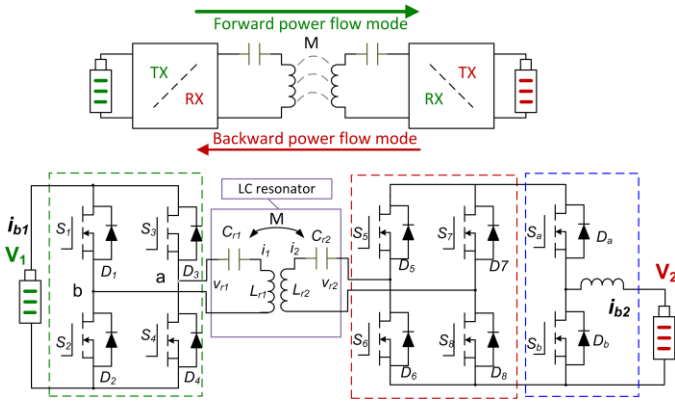 Forward power flow mode
M
TX
RX
TX
RX
Backward power flow mode
LC resonator
M
i_b1
V_1
S_1
D_1
S_3
D_3
b
a
S_2
D_2
S_4
D_4
C_r1
C_r2
i_1
i_2
v_r1
L_r1
L_r2
v_r2
S_5
D_5
S_7
D7
S_6
D_6
S_8
D_8
S_a
D_a
S_b
D_b
i_b2
V_2